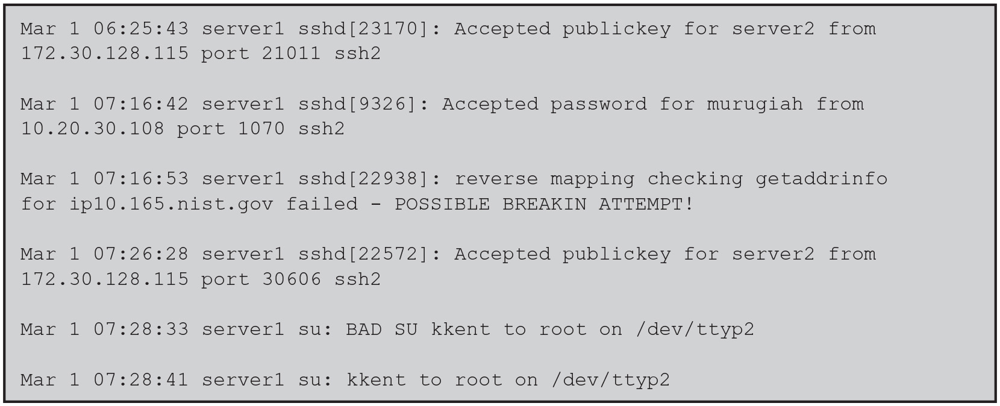 Mar 1 06:25:43 server1 sshd[23170]: Accepted publickey for server2 from
172.30.128.115 port 21011 ssh2
Mar 1 07:16:42 server1 sshd[9326]: Accepted password for murugiah from
10.20.30.108 port 1070 ssh2
Mar 1 07:16:53 server1 sshd[22938]: reverse mapping checking getaddrinfo
for ip10.165.nist.gov failed - POSSIBLE BREAKIN ATTEMPT!
Mar 1 07:26:28 server1 sshd[22572]: Accepted publickey for server2 from
172.30.128.115 port 30606 ssh2
Mar 1 07:28:33 server1 su: BAD SU kkent to root on /dev/ttyp2
Mar 1 07:28:41 server1 su: kkent to root on /dev/ttyp2